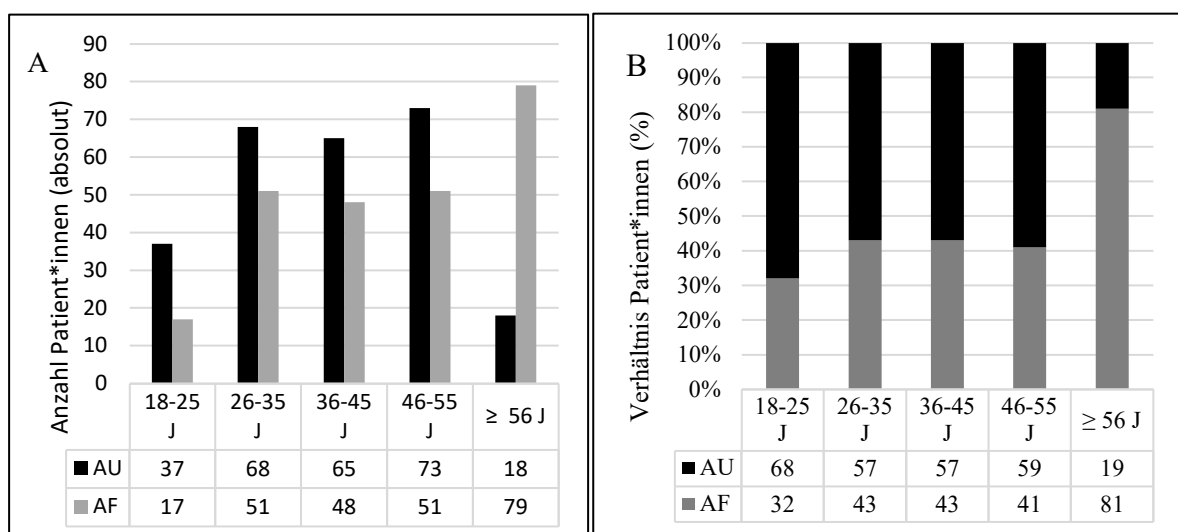 A
Anzahl Patient*innen (absolut)
90
80
70
60
50
40
30
20
10
0
18-25 J 26-35 J 36-45 J 46-55 J ≥ 56 J
AU 37 68 65 73 18
AF 17 51 48 51 79
B
Verhältnis Patient*innen (%)
100%
90%
80%
70%
60%
50%
40%
30%
20%
10%
0%
18-25 J 26-35 J 36-45 J 46-55 J ≥ 56 J
AU 68 57 57 59 19
AF 32 43 43 41 81